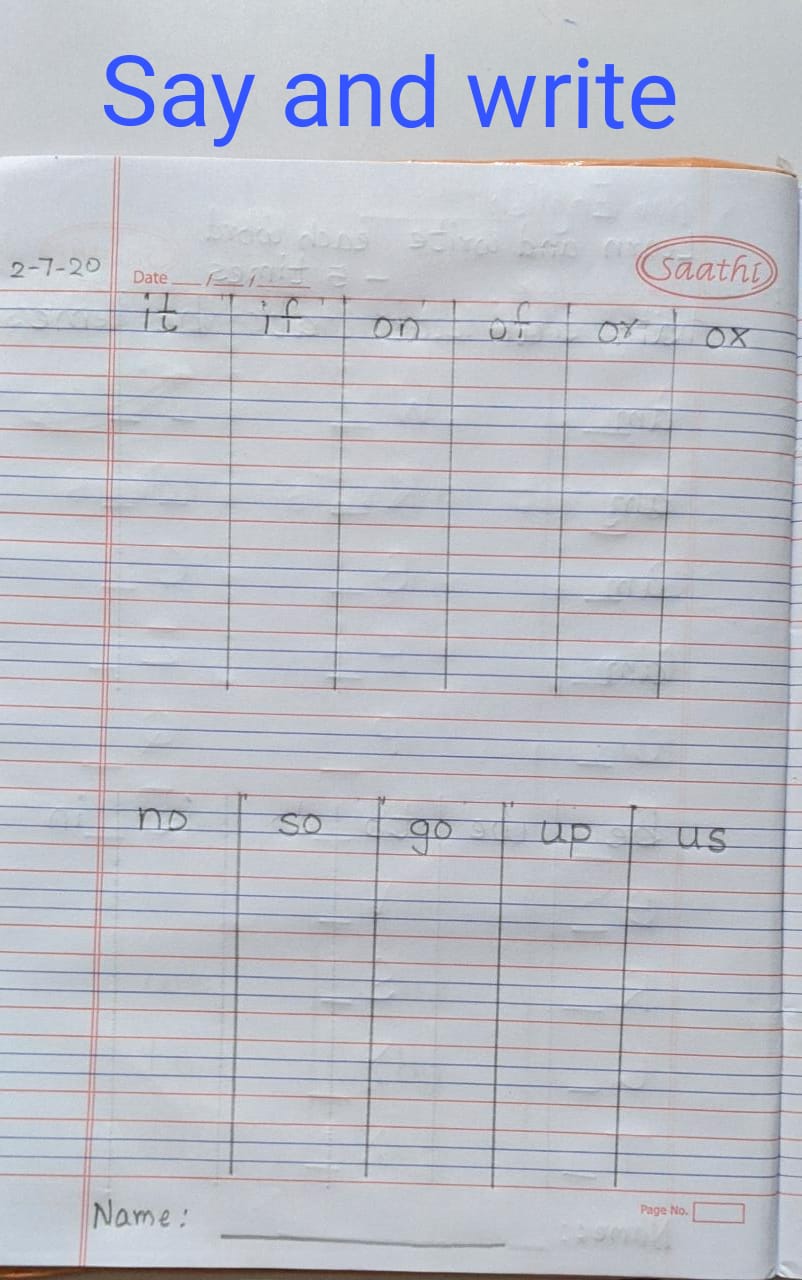 Say and write
2-7-20 Date Saathi
it if on of or ox
no so go up us
Name:
Page No.